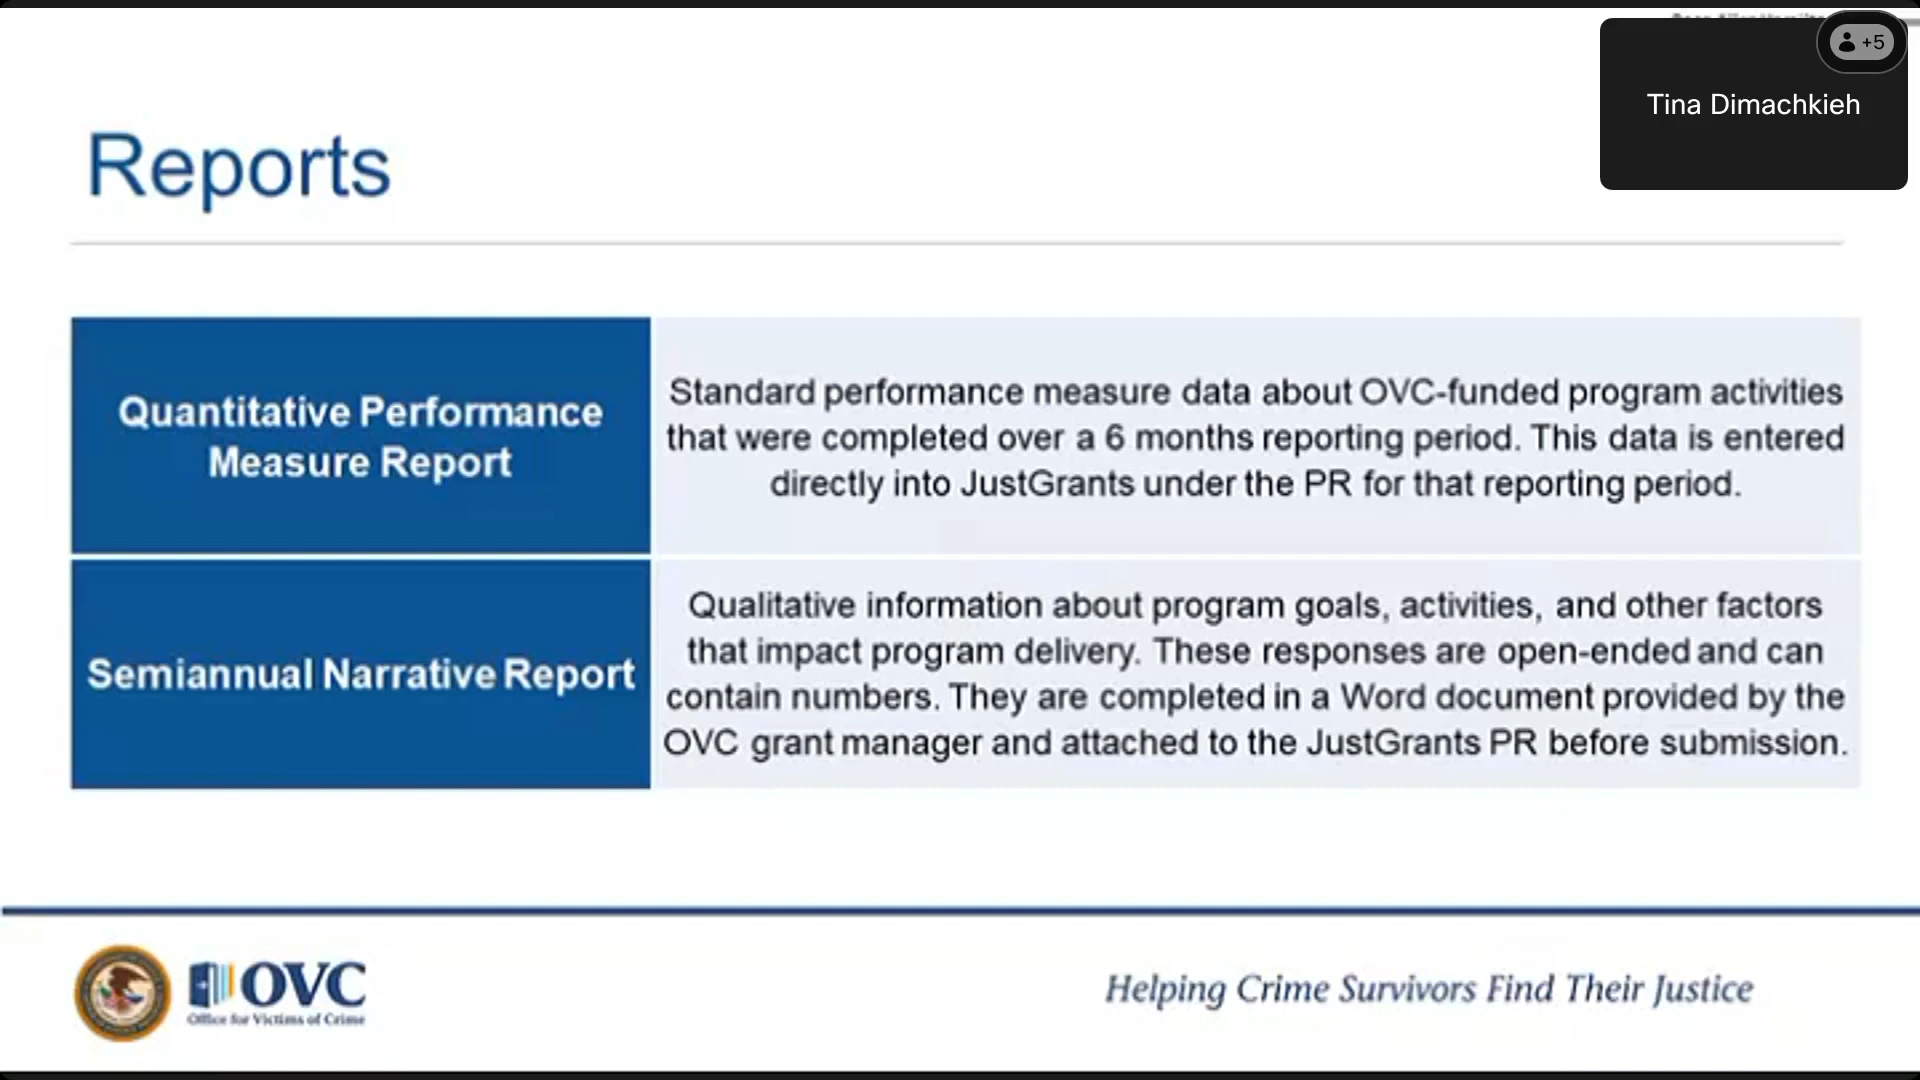 +5
Tina Dimachkieh
Reports
Quantitative Performance
Measure Report
Standard performance measure data about OVC-funded program activities
that were completed over a 6 months reporting period. This data is entered
directly into JustGrants under the PR for that reporting period.
Semiannual Narrative Report
Qualitative information about program goals, activities, and other factors
that impact program delivery. These responses are open-ended and can
contain numbers. They are completed in a Word document provided by the
OVC grant manager and attached to the JustGrants PR before submission.
OVC
Office for Victims of Crime
Helping Crime Survivors Find Their Justice